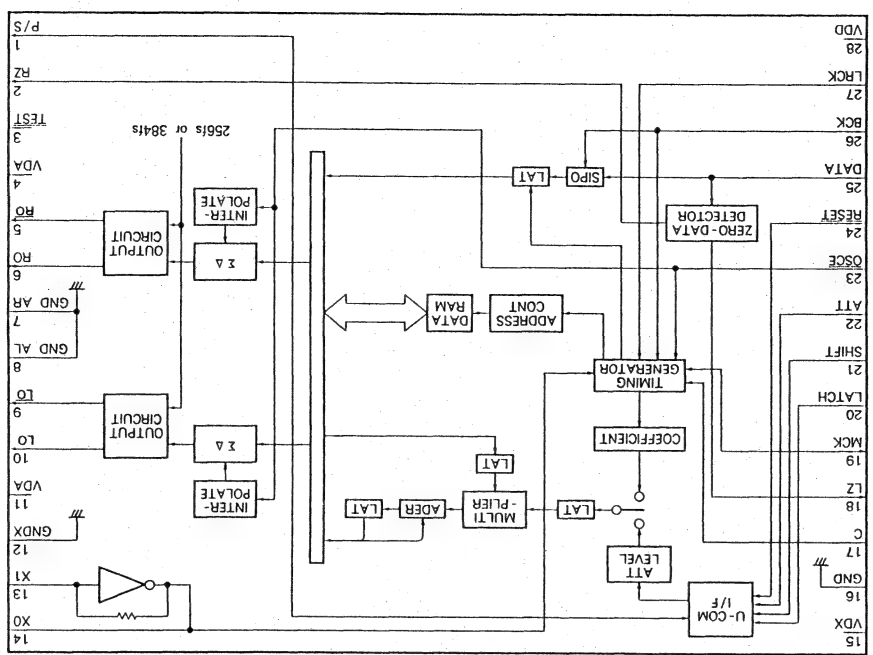 15
VDX
16
GND
17
C
18
LZ
19
MCK
20
LATCH
21
SHIFT
22
ATT
23
OSCE
24
RESET
25
DATA
26
BCK
27
LRCK
28
VDD
U-COM
I/F
ATT
LEVEL
COEFFICIENT
TIMING
GENERATOR
ZERO-DATA
DETECTOR
SIPO
LAT
LAT
MULTI
-PLIER
LAT
ADER
LAT
ADDRESS
CONT
DATA
RAM
INTER-
POLATE
ΣΔ
OUTPUT
CIRCUIT
ΣΔ
INTER-
POLATE
OUTPUT
CIRCUIT
256fs or 384fs
14
X0
13
X1
12
GNDX
11
VDA
10
LO
9
LO
8
GND AL
7
GND AR
6
RO
5
RO
4
VDA
3
TEST
2
RZ
1
P/S